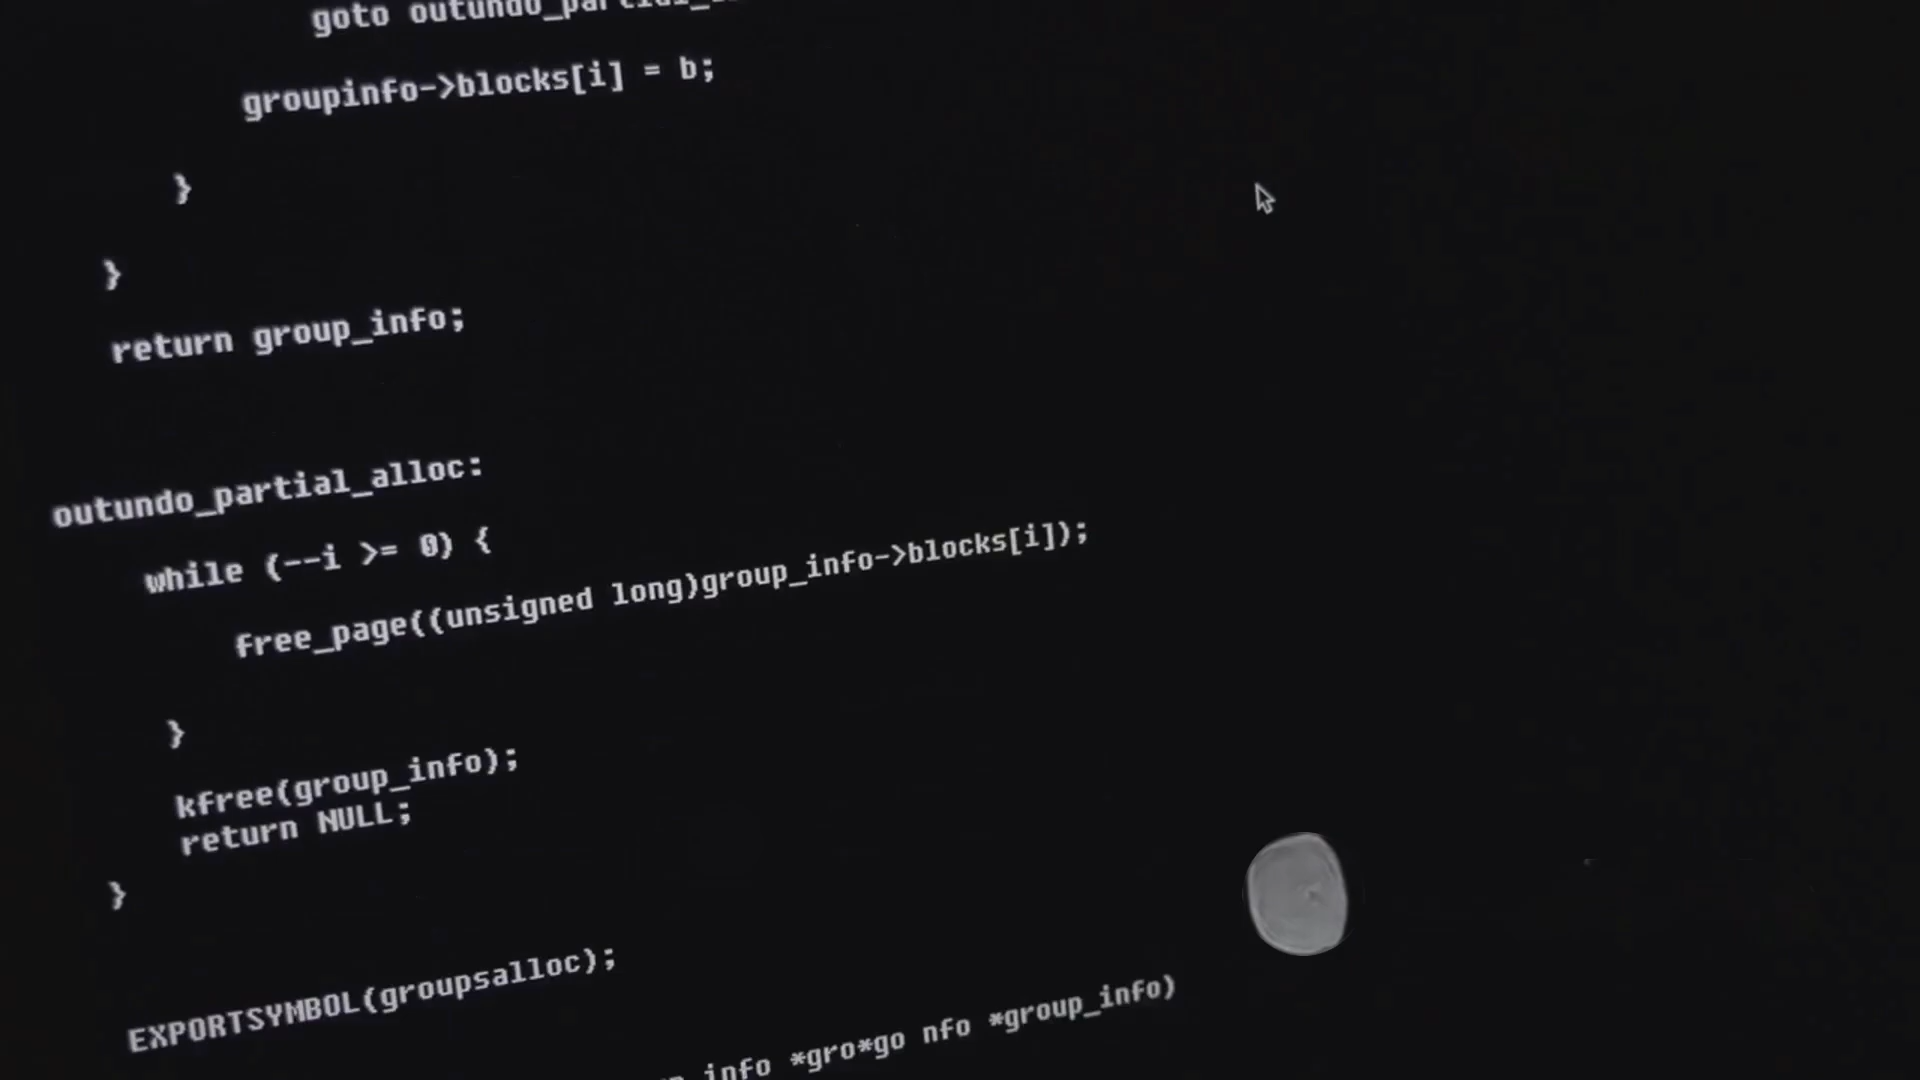 goto
groupinfo->blocks[i] = b;
}
}
return group_info;
outundo_partial_alloc:
while (--i >= 0) {
free_page((unsigned long)group_info->blocks[i]);
}
kfree(group_info);
return NULL;
}
EXPORTSYMBOL(groupsalloc);
info *gro*go nfo *group_info)